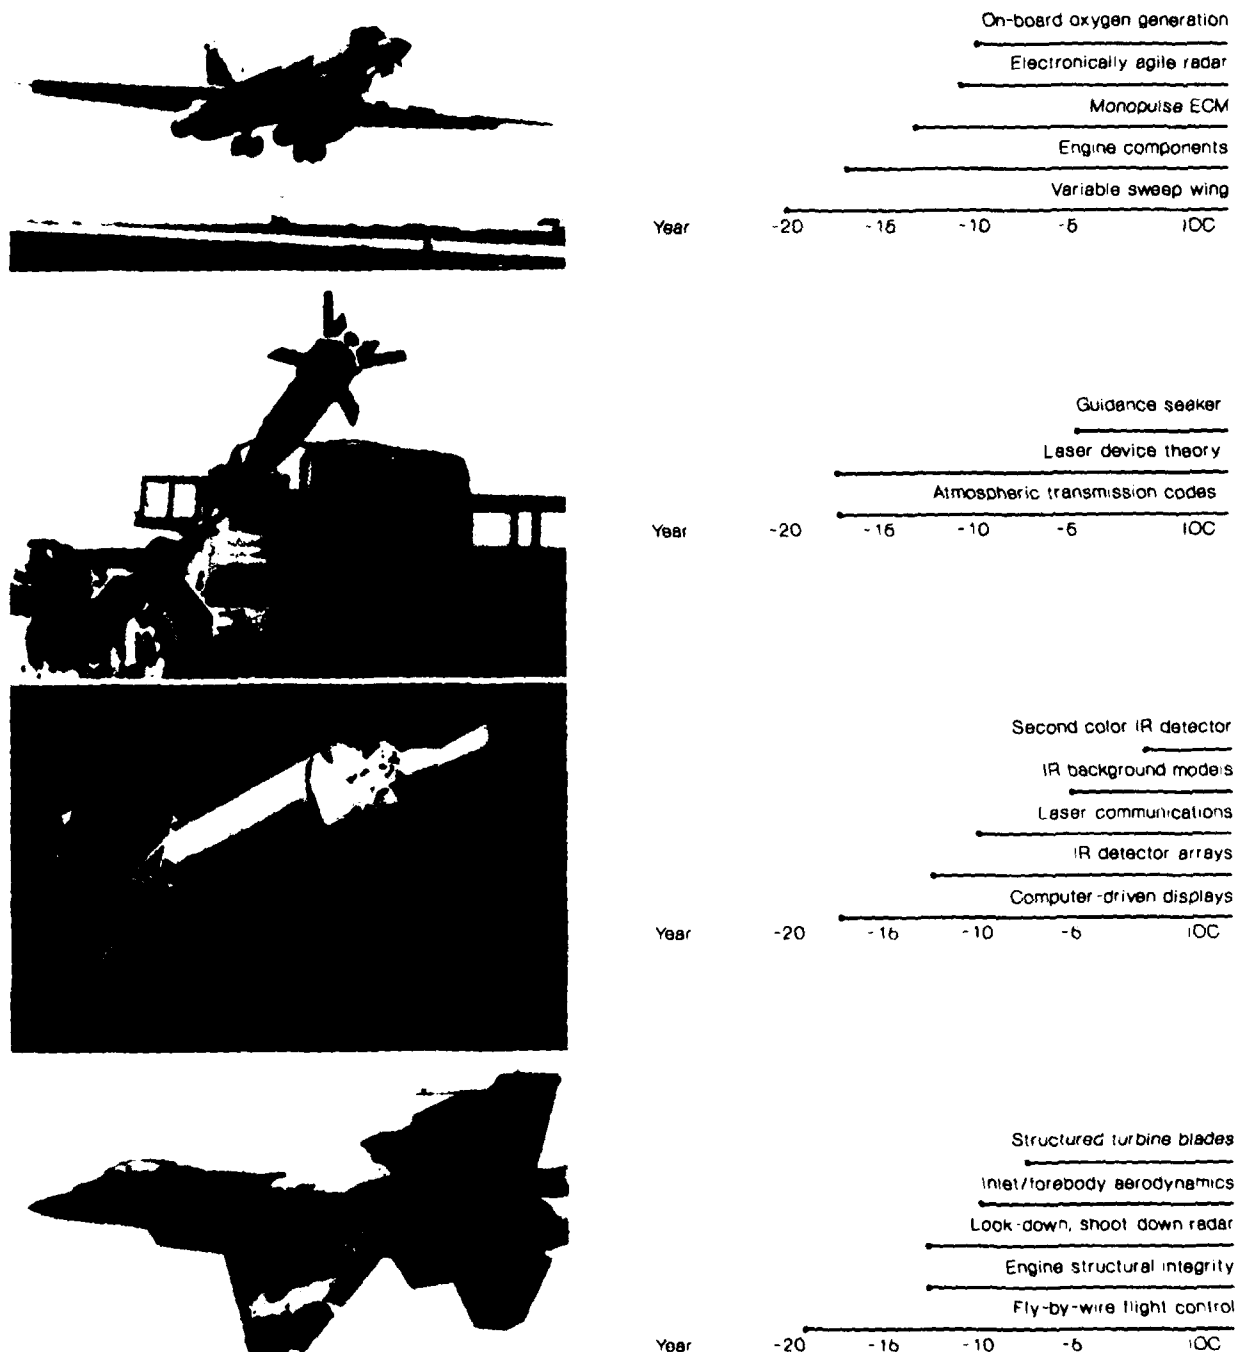 On-board oxygen generation
Electronically agile radar
Monopulse ECM
Engine components
Variable sweep wing
Year -20 -15 -10 -5 IOC
Guidance seeker
Laser device theory
Atmospheric transmission codes
Year -20 -15 -10 -5 IOC
Second color IR detector
IR background models
Laser communications
IR detector arrays
Computer-driven displays
Year -20 -15 -10 -5 IOC
Structured turbine blades
Inlet/forebody aerodynamics
Look-down, shoot down radar
Engine structural integrity
Fly-by-wire flight control
Year -20 -15 -10 -5 IOC